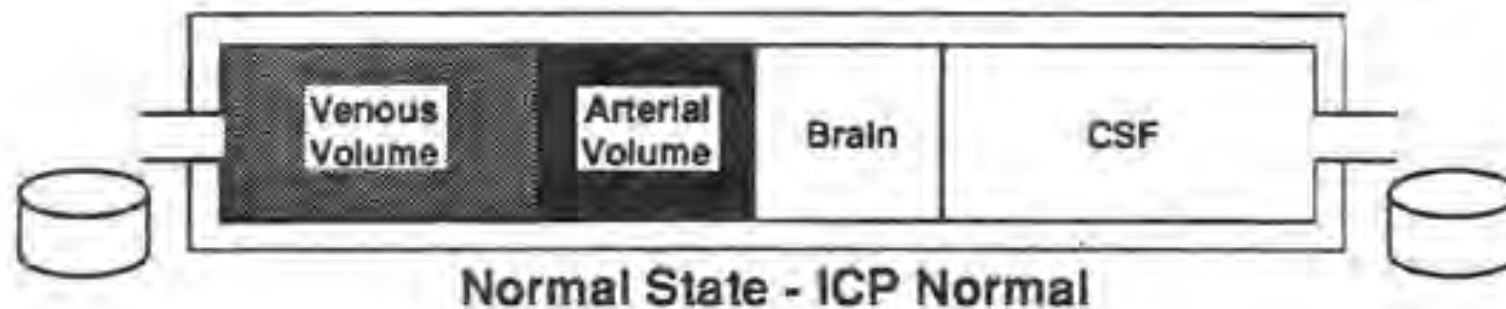 Venous
Volume
Arterial
Volume
Brain
CSF
Normal State - ICP Normal